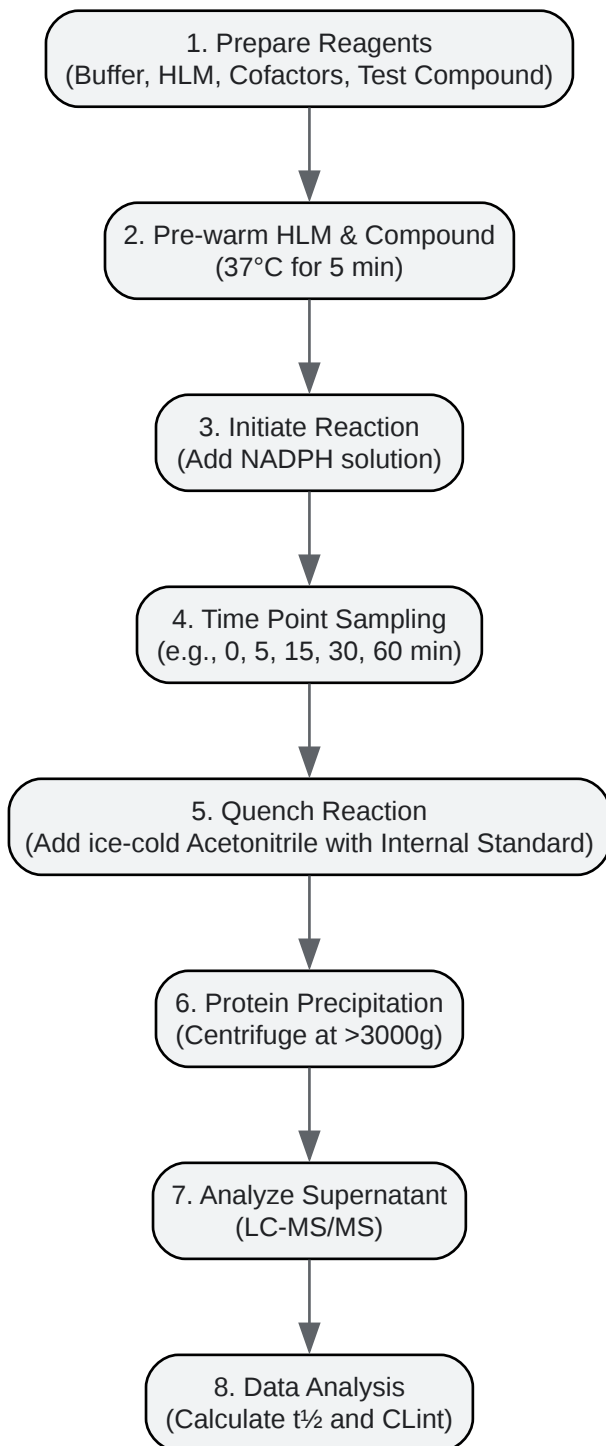 1. Prepare Reagents
(Buffer, HLM, Cofactors, Test Compound)
2. Pre-warm HLM & Compound
(37°C for 5 min)
3. Initiate Reaction
(Add NADPH solution)
4. Time Point Sampling
(e.g., 0, 5, 15, 30, 60 min)
5. Quench Reaction
(Add ice-cold Acetonitrile with Internal Standard)
6. Protein Precipitation
(Centrifuge at >3000g)
7. Analyze Supernatant
(LC-MS/MS)
8. Data Analysis
(Calculate t½ and CLint)